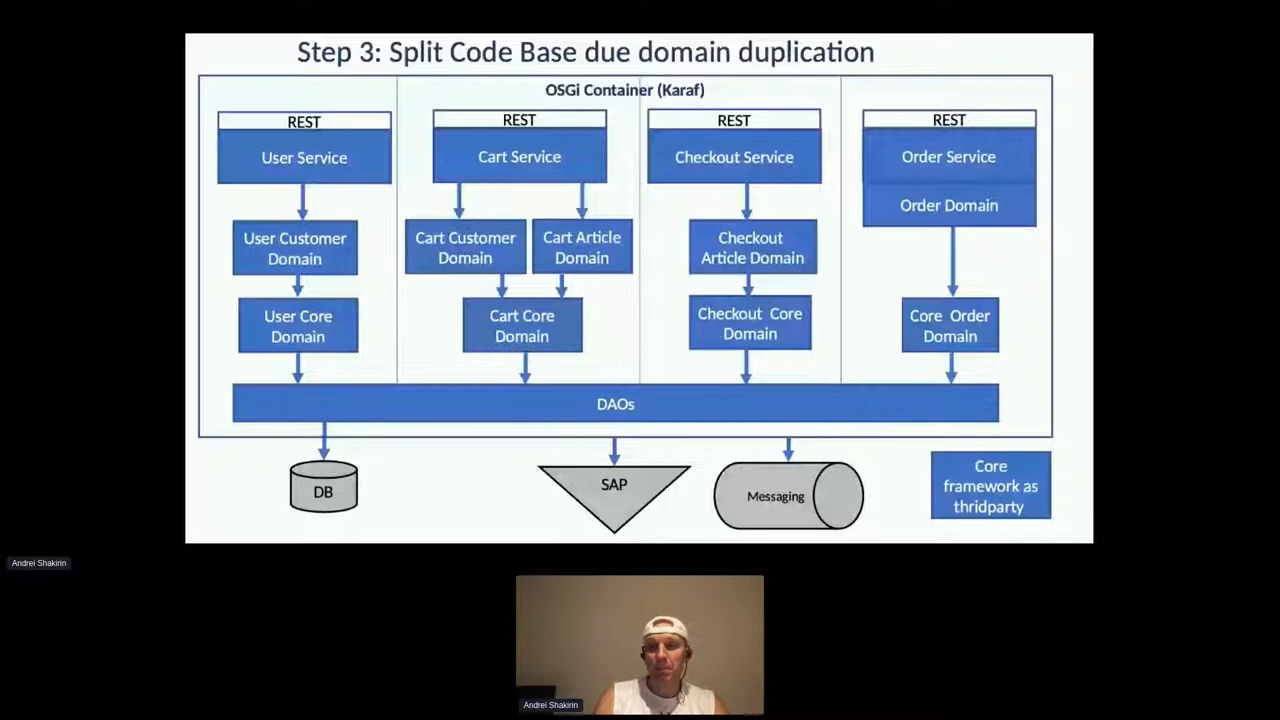 Step 3: Split Code Base due domain duplication
OSGi Container (Karaf)
REST
User Service
User Customer
Domain
User Core
Domain
REST
Cart Service
Cart Customer
Domain
Cart Article
Domain
Cart Core
Domain
REST
Checkout Service
Checkout
Article Domain
Checkout Core
Domain
REST
Order Service
Order Domain
Core Order
Domain
DAOs
DB
SAP
Messaging
Core
framework as
thridparty
Andrei Shakirin
Andrei Shakirin